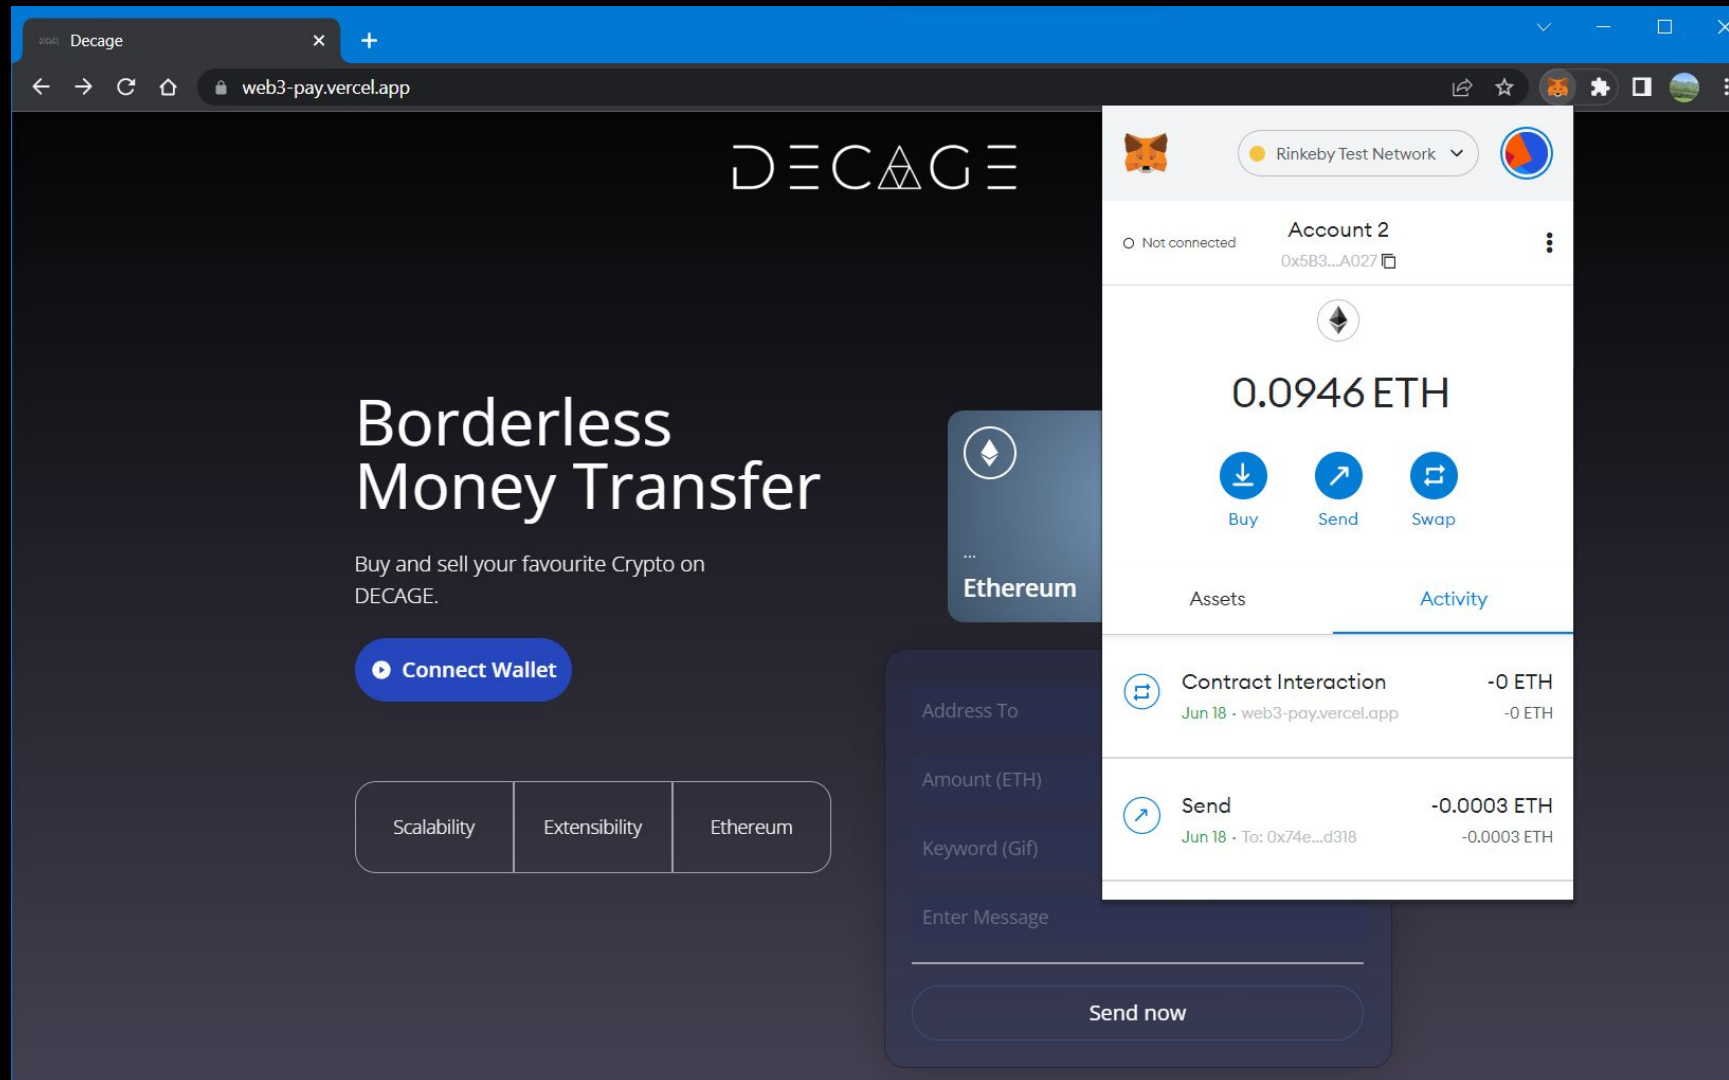 Decage
web3-pay.vercel.app
DECAGE
Borderless
Money Transfer
Buy and sell your favourite Crypto on
DECAGE.
Connect Wallet
Scalability Extensibility Ethereum
...
Ethereum
Address To
Amount (ETH)
Keyword (Gif)
Enter Message
Send now
Rinkeby Test Network
Not connected
Account 2
0x5B3...A027
0.0946 ETH
Buy Send Swap
Assets Activity
Contract Interaction -0 ETH
Jun 18 · web3-pay.vercel.app -0 ETH
Send -0.0003 ETH
Jun 18 · To: 0x74e...d318 -0.0003 ETH